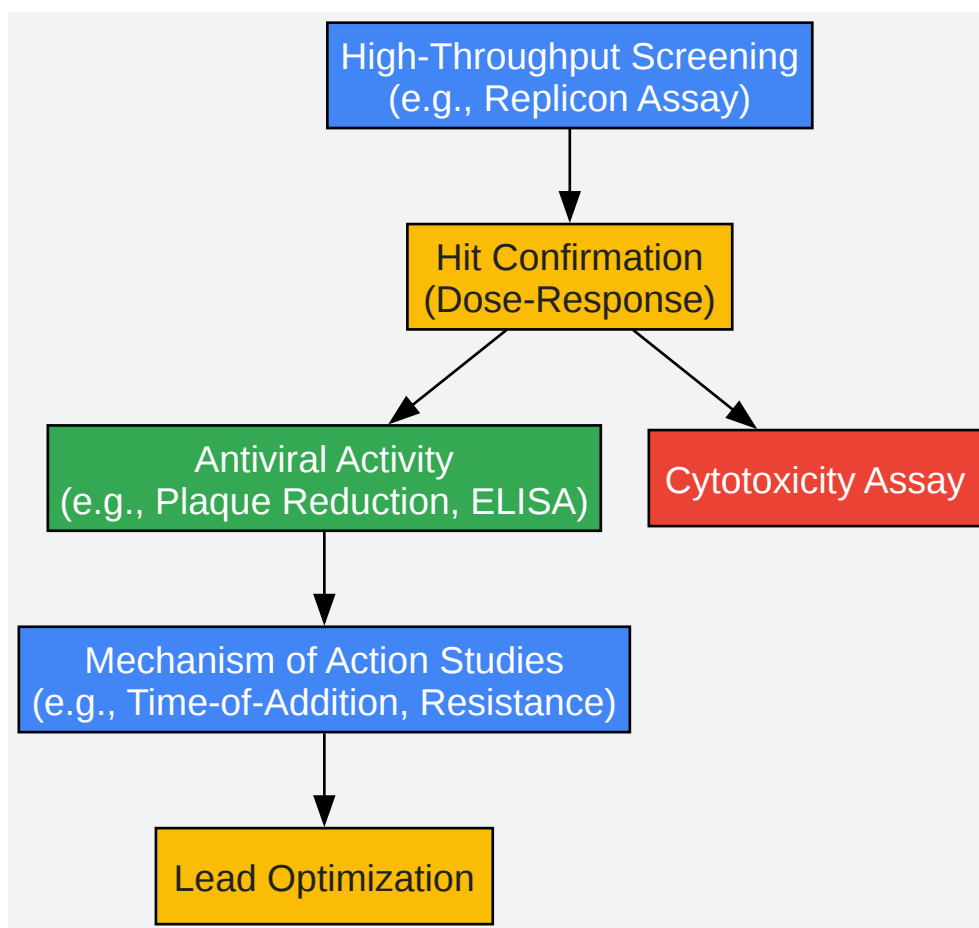 High-Throughput Screening
(e.g., Replicon Assay)
Hit Confirmation
(Dose-Response)
Antiviral Activity
(e.g., Plaque Reduction, ELISA)
Cytotoxicity Assay
Mechanism of Action Studies
(e.g., Time-of-Addition, Resistance)
Lead Optimization